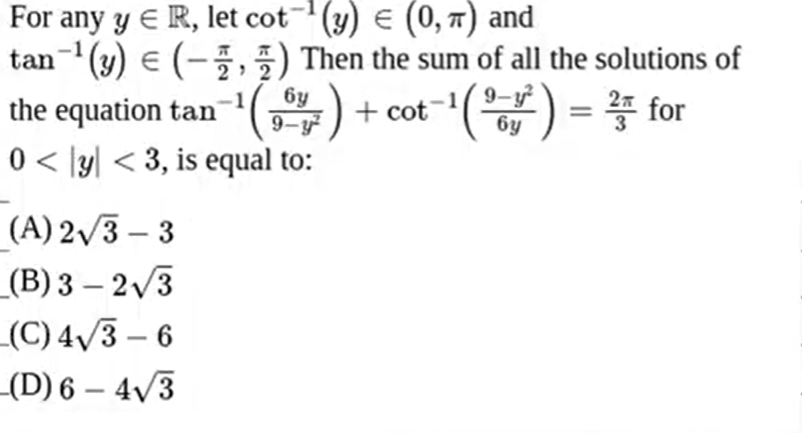 For any y ∈ ℝ, let cot⁻¹(y) ∈ (0, π) and
tan⁻¹(y) ∈ (−π/2, π/2) Then the sum of all the solutions of
the equation tan⁻¹(6y/(9−y²)) + cot⁻¹((9−y²)/6y) = 2π/3 for
0 < |y| < 3, is equal to:
(A) 2√3 − 3
(B) 3 − 2√3
(C) 4√3 − 6
(D) 6 − 4√3